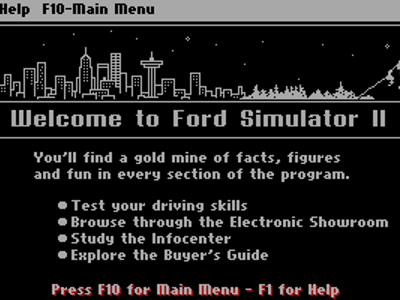 Help F10-Main Menu
Welcome to Ford Simulator II
You'll find a gold mine of facts, figures
and fun in every section of the program.
Test your driving skills
Browse through the Electronic Showroom
Study the Infocenter
Explore the Buyer's Guide
Press F10 for Main Menu - F1 for Help